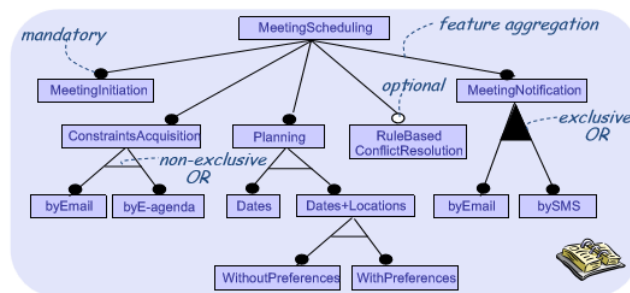 MeetingScheduling
mandatory
feature aggregation
optional
MeetingInitiation
MeetingNotification
ConstraintsAcquisition
Planning
RuleBased
ConflictResolution
exclusive
OR
non-exclusive
OR
byEmail
byE-agenda
Dates
Dates+Locations
byEmail
bySMS
WithoutPreferences
WithPreferences